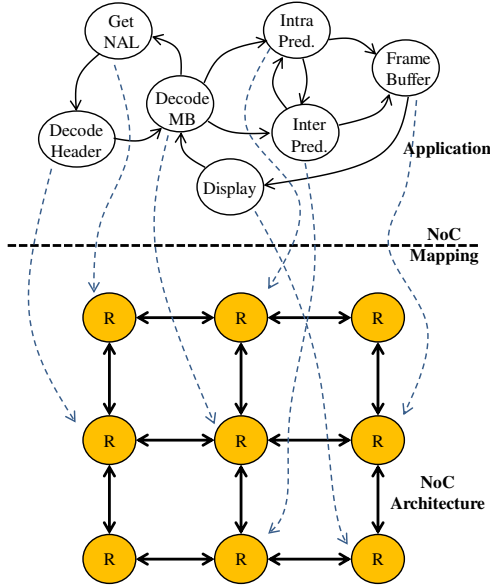 Get
NAL
Intra
Pred.
Frame
Buffer
Decode
MB
Decode
Header
Inter
Pred.
Application
Display
NoC
Mapping
R
R
R
R
R
R
NoC
Architecture
R
R
R